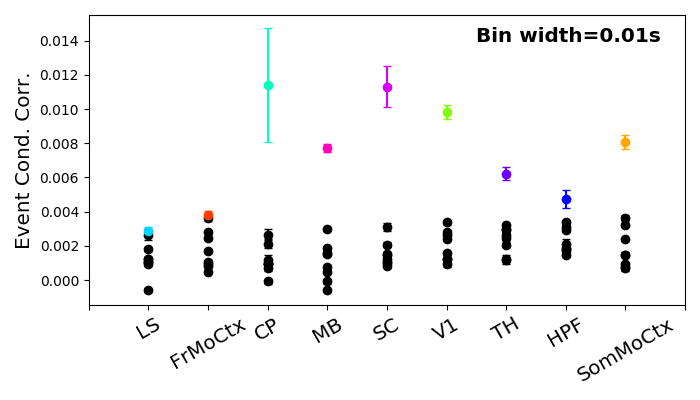 Bin width=0.01s
Event Cond. Corr.
0.014
0.012
0.010
0.008
0.006
0.004
0.002
0.000
LS
FrMoCtx
CP
MB
SC
V1
TH
HPF
SomMoCtx